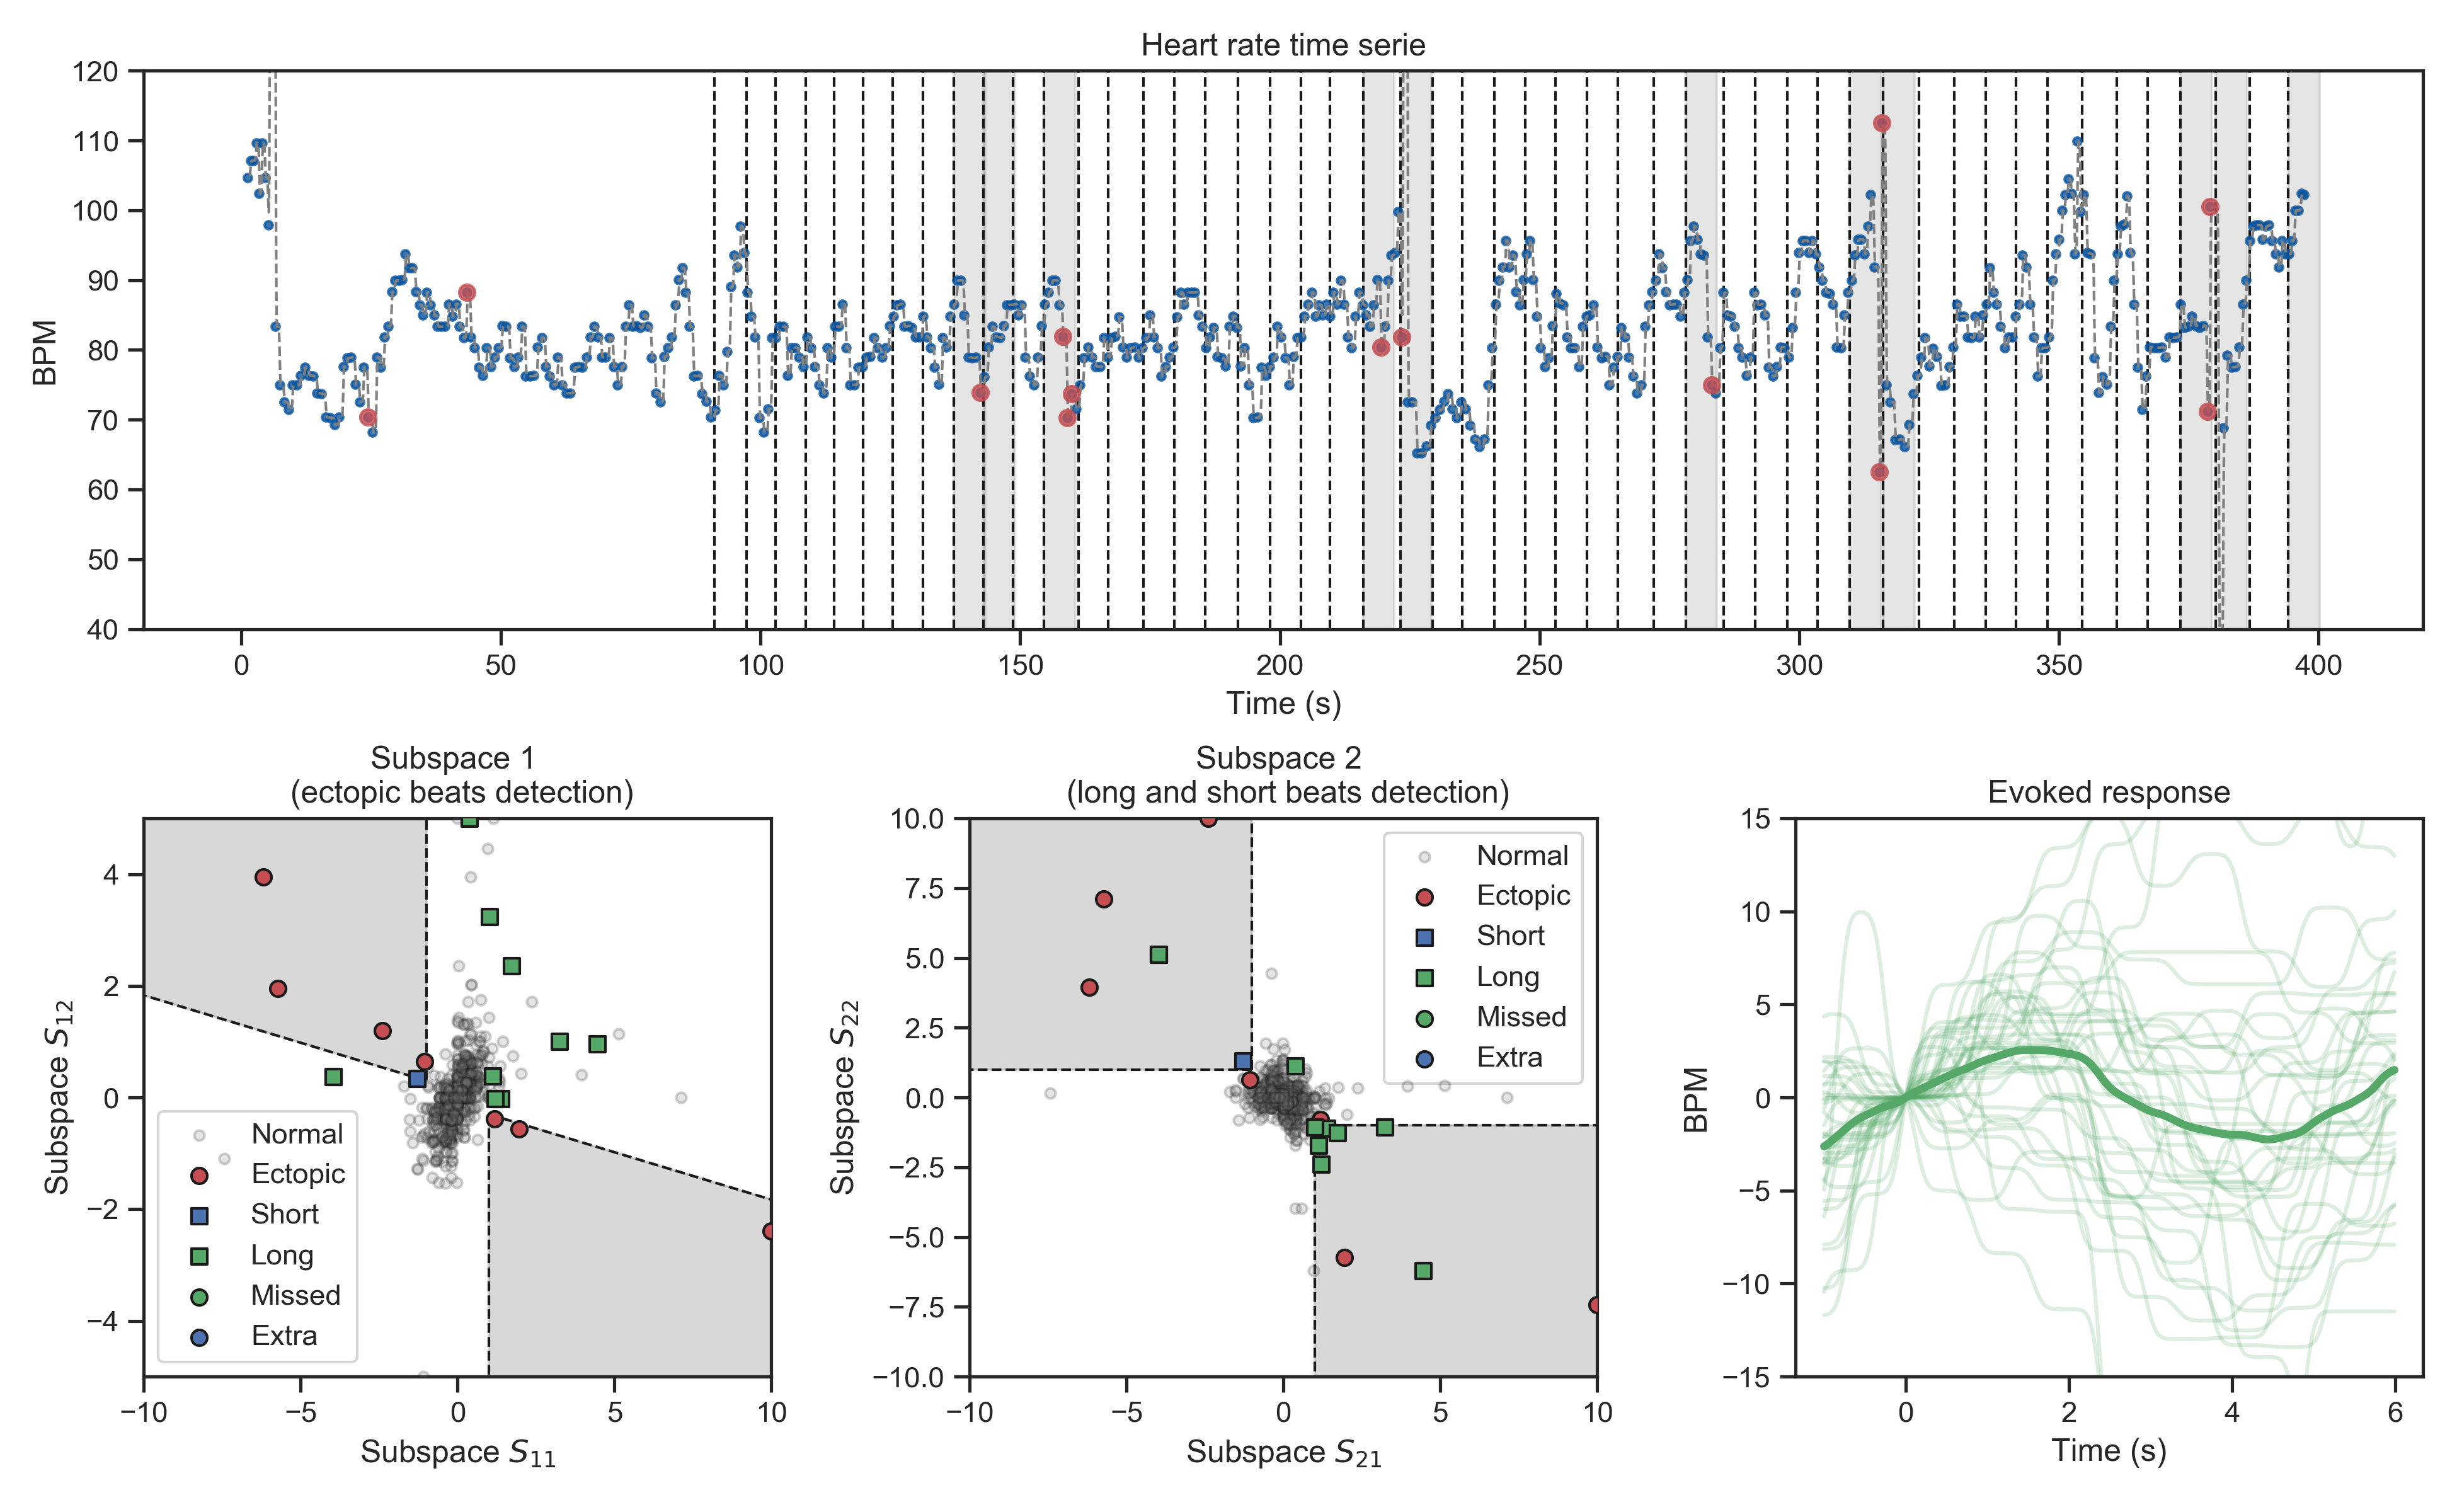 Heart rate time serie
120
110
100
90
80
70
60
50
40
BPM
0 50 100 150 200 250 300 350 400
Time (s)
Subspace 1
(ectopic beats detection)
4
2
0
−2
−4
Subspace S12
Normal
Ectopic
Short
Long
Missed
Extra
−10 −5 0 5 10
Subspace S11
Subspace 2
(long and short beats detection)
10.0
7.5
5.0
2.5
0.0
−2.5
−5.0
−7.5
−10.0
Subspace S22
Normal
Ectopic
Short
Long
Missed
Extra
−10 −5 0 5 10
Subspace S21
Evoked response
15
10
5
0
−5
−10
−15
BPM
0 2 4 6
Time (s)